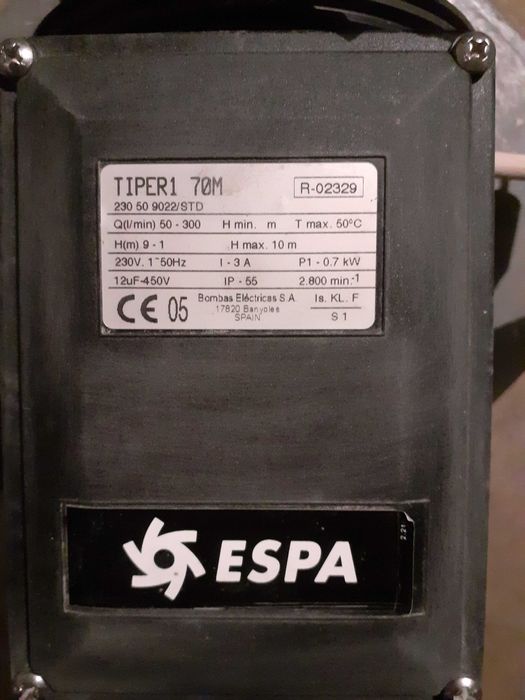 TIPER1 70M
R-02329
230 50 9022/STD
Q(l/min) 50 - 300 H min. m T max. 50°C
H(m) 9 - 1 H max. 10 m
230V. 1~50Hz I - 3 A P1 - 0.7 kW
12uF-450V IP - 55 2.800 min.-1
CE 05 Bombas Eléctricas S.A. Is. KL. F
17820 Banyoles
SPAIN S 1
ESPA
2.21